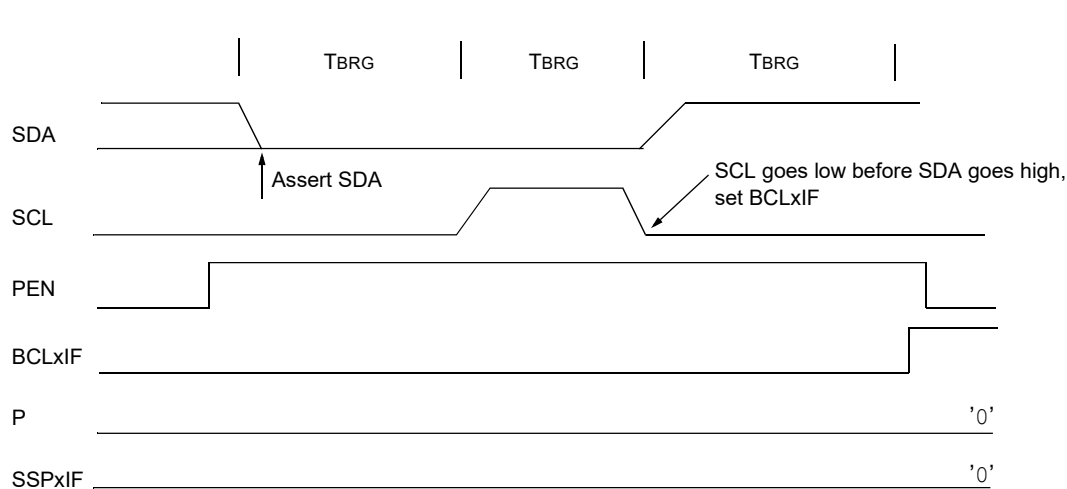 TBRG TBRG TBRG
SDA
Assert SDA
SCL goes low before SDA goes high,
set BCLxIF
SCL
PEN
BCLxIF
P '0'
SSPxIF '0'